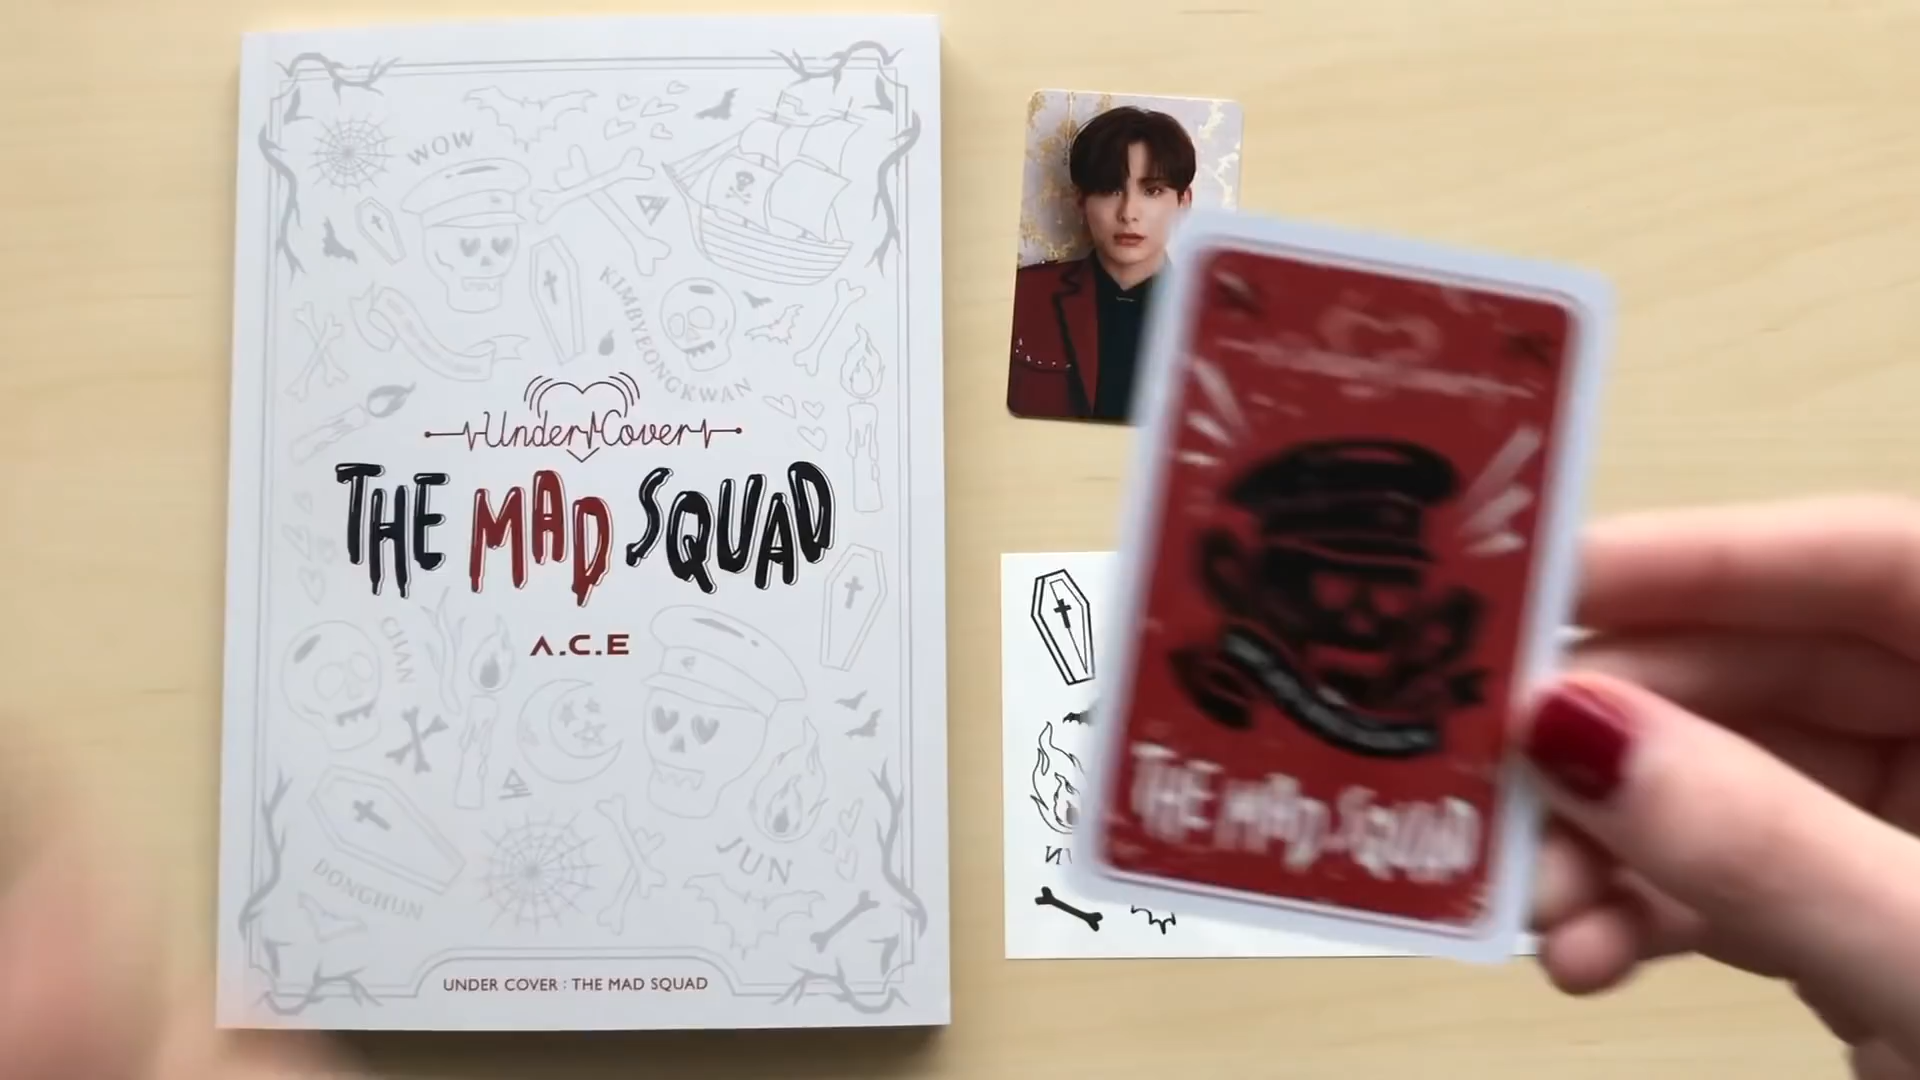 WOW
KIMBYEONGKWAN
Under Cover
THE MAD SQUAD
A.C.E
CHAN
JUN
DONGHUN
UNDER COVER : THE MAD SQUAD
THE MAD SQUAD